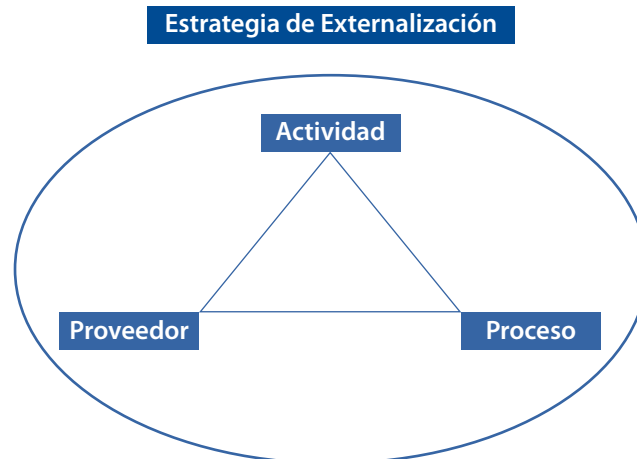 Estrategia de Externalización
Actividad
Proveedor
Proceso